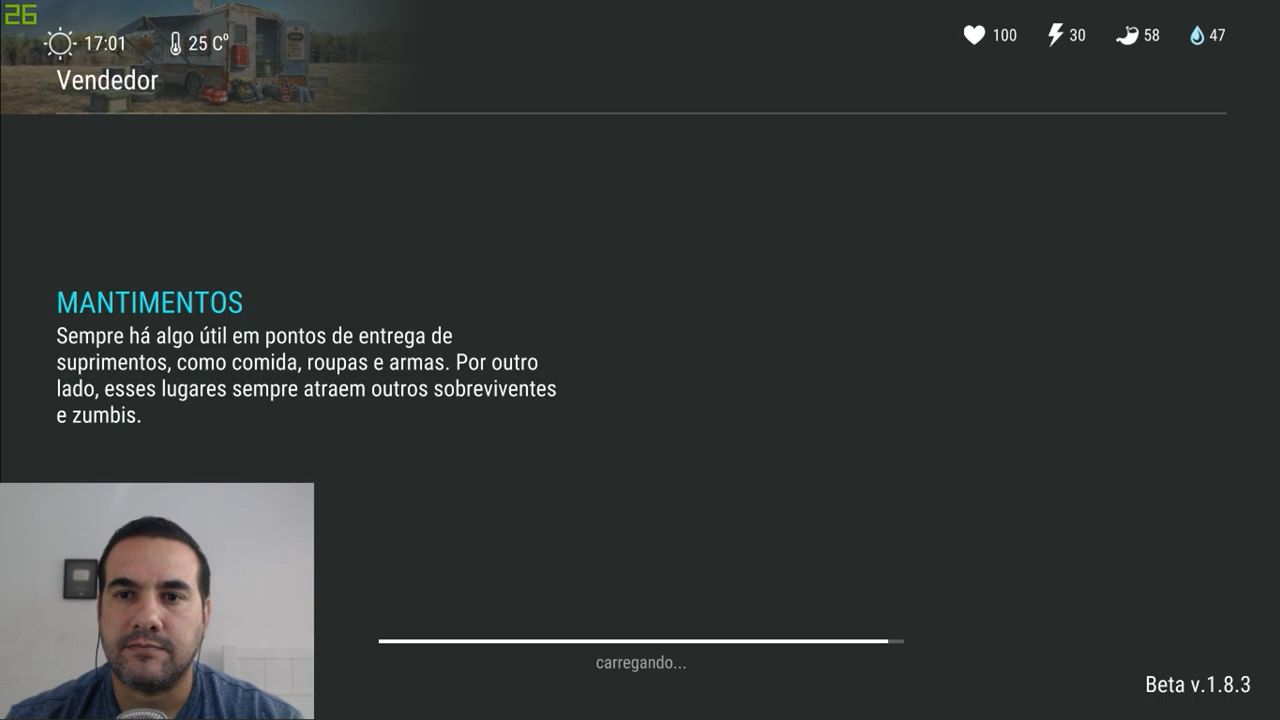 26
17:01
25 Cº
100
30
58
47
Vendedor
MANTIMENTOS
Sempre há algo útil em pontos de entrega de
suprimentos, como comida, roupas e armas. Por outro
lado, esses lugares sempre atraem outros sobreviventes
e zumbis.
carregando...
Beta v.1.8.3